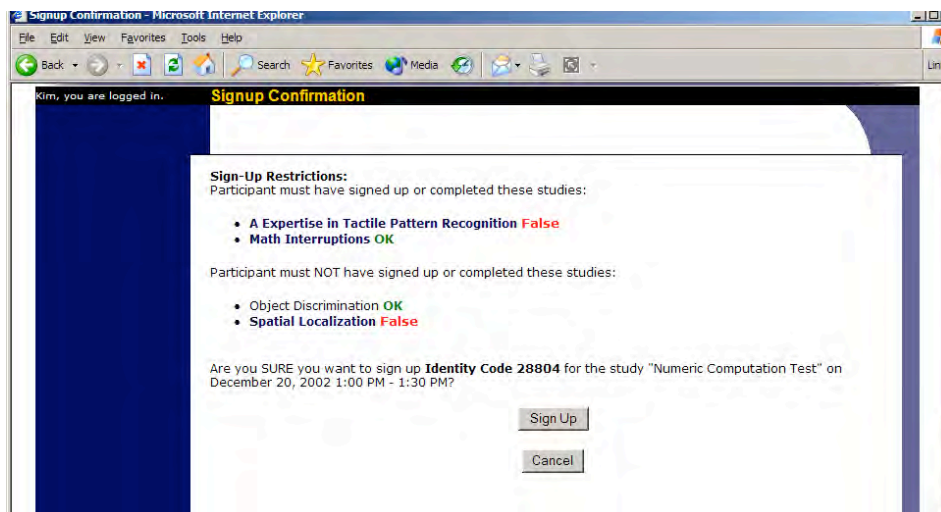 Signup Confirmation - Microsoft Internet Explorer
File Edit View Favorites Tools Help
Back Search Favorites Media
Kim, you are logged in. Signup Confirmation
Sign-Up Restrictions:
Participant must have signed up or completed these studies:
• A Expertise in Tactile Pattern Recognition False
• Math Interruptions OK
Participant must NOT have signed up or completed these studies:
• Object Discrimination OK
• Spatial Localization False
Are you SURE you want to sign up Identity Code 28804 for the study "Numeric Computation Test" on
December 20, 2002 1:00 PM - 1:30 PM?
Sign Up
Cancel